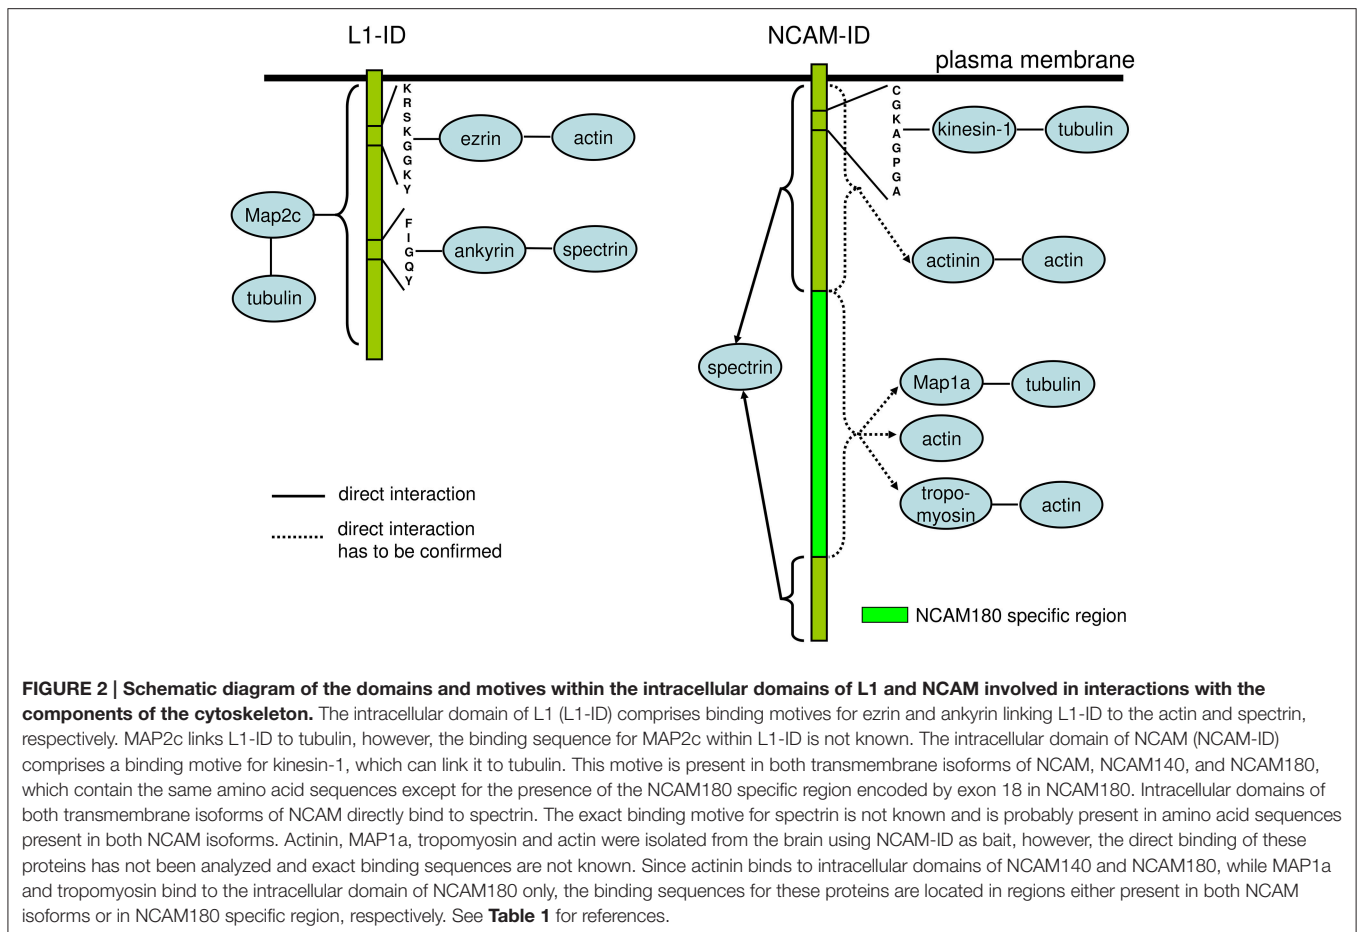 L1-ID
NCAM-ID
plasma membrane
K
R
S
K
G
G
K
Y
ezrin
actin
Map2c
tubulin
F
I
G
Q
Y
ankyrin
spectrin
C
G
K
A
G
P
G
A
kinesin-1
tubulin
actinin
actin
spectrin
Map1a
tubulin
actin
tropo-
myosin
actin
direct interaction
direct interaction
has to be confirmed
NCAM180 specific region
FIGURE 2 | Schematic diagram of the domains and motives within the intracellular domains of L1 and NCAM involved in interactions with the
components of the cytoskeleton. The intracellular domain of L1 (L1-ID) comprises binding motives for ezrin and ankyrin linking L1-ID to the actin and spectrin,
respectively. MAP2c links L1-ID to tubulin, however, the binding sequence for MAP2c within L1-ID is not known. The intracellular domain of NCAM (NCAM-ID)
comprises a binding motive for kinesin-1, which can link it to tubulin. This motive is present in both transmembrane isoforms of NCAM, NCAM140, and NCAM180,
which contain the same amino acid sequences except for the presence of the NCAM180 specific region encoded by exon 18 in NCAM180. Intracellular domains of
both transmembrane isoforms of NCAM directly bind to spectrin. The exact binding motive for spectrin is not known and is probably present in amino acid sequences
present in both NCAM isoforms. Actinin, MAP1a, tropomyosin and actin were isolated from the brain using NCAM-ID as bait, however, the direct binding of these
proteins has not been analyzed and exact binding sequences are not known. Since actinin binds to intracellular domains of NCAM140 and NCAM180, while MAP1a
and tropomyosin bind to the intracellular domain of NCAM180 only, the binding sequences for these proteins are located in regions either present in both NCAM
isoforms or in NCAM180 specific region, respectively. See Table 1 for references.